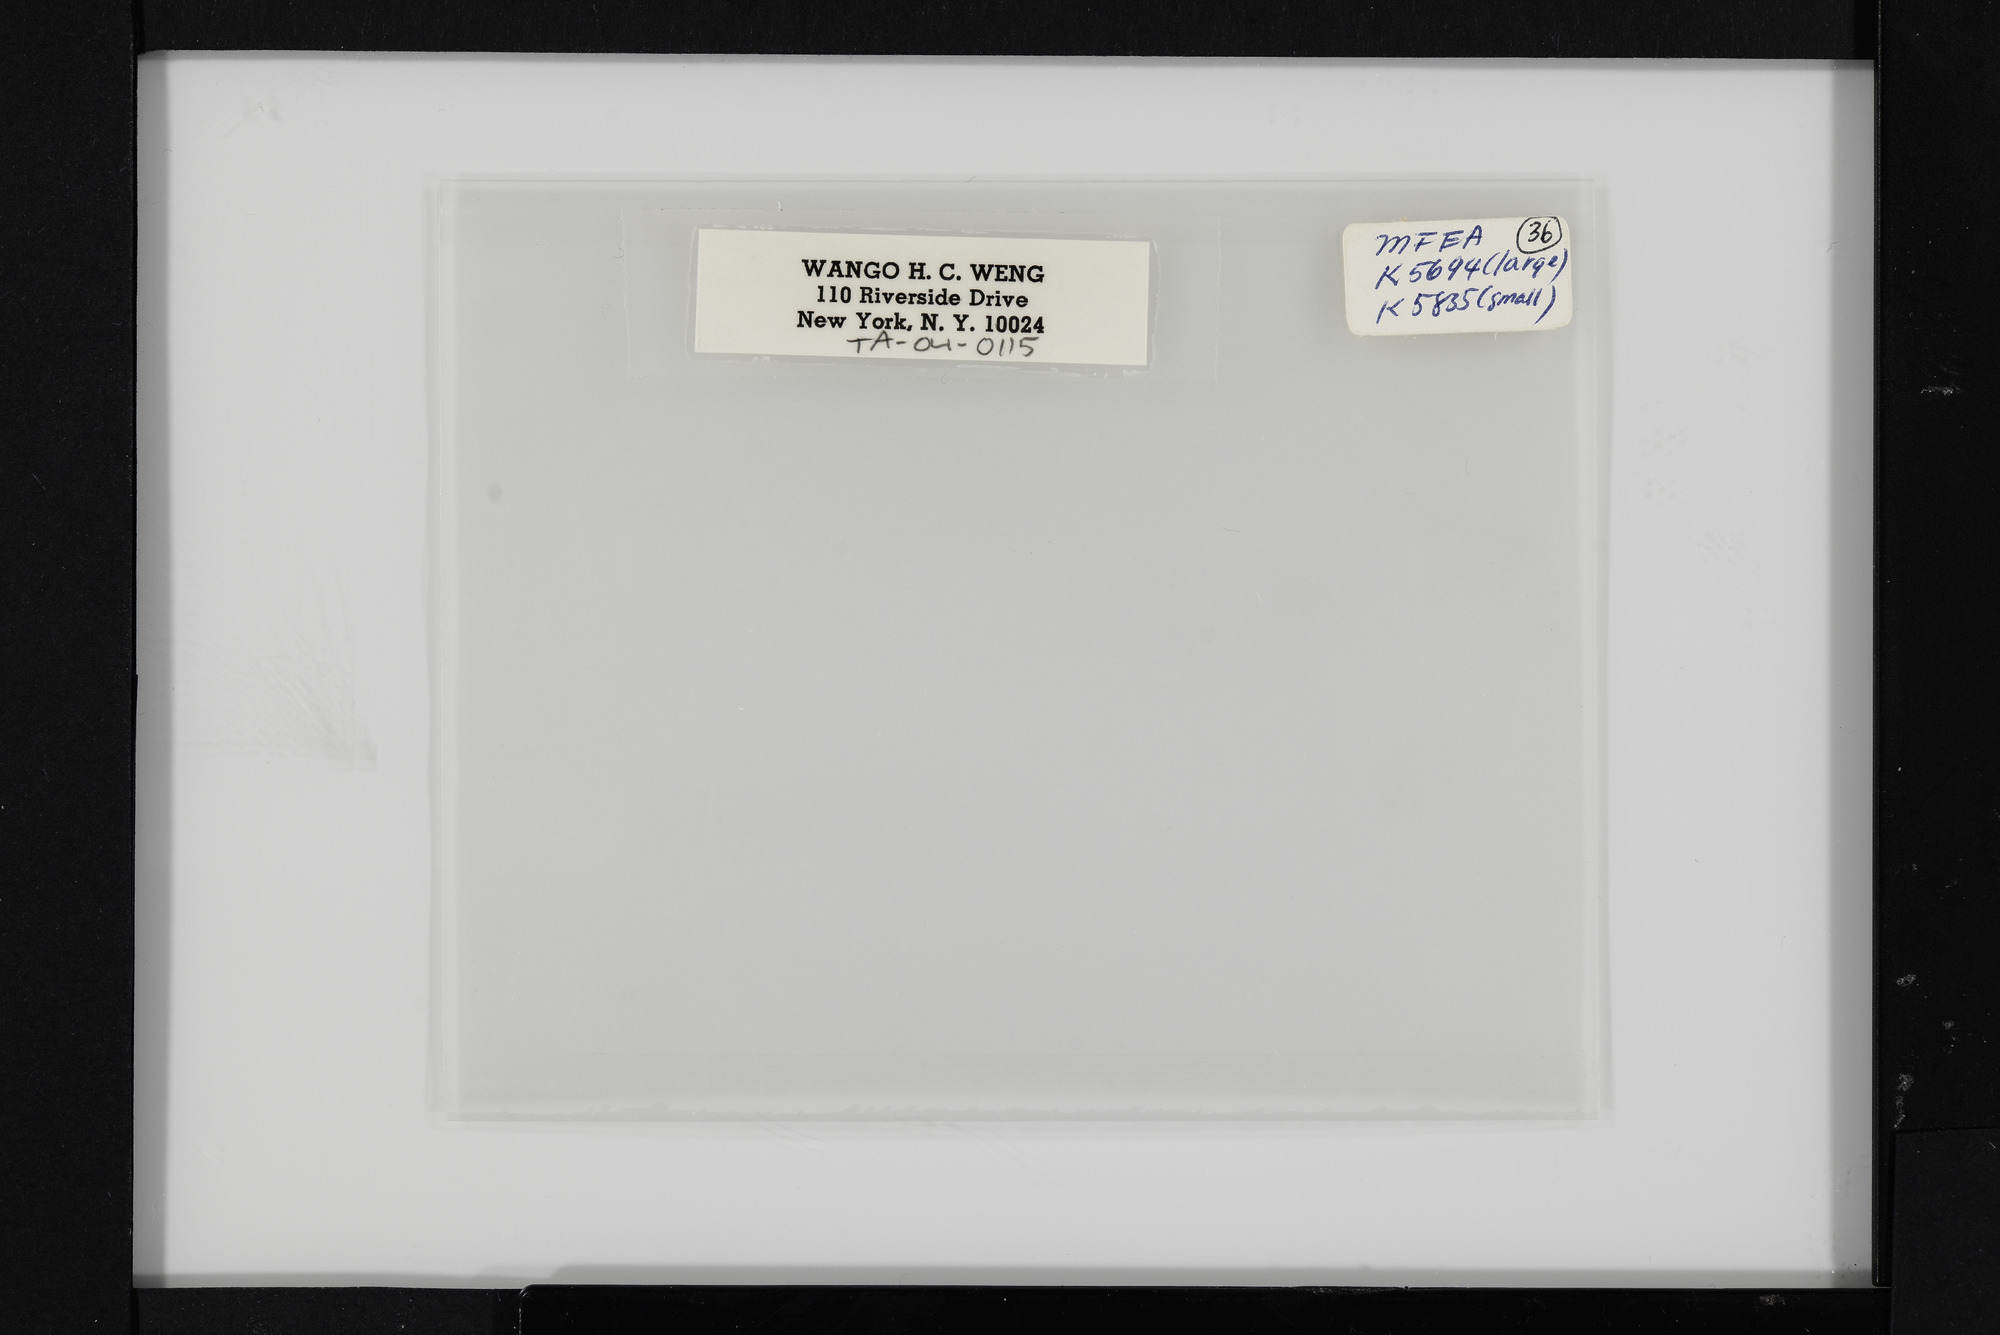 WANGO H. C. WENG
110 Riverside Drive
New York, N. Y. 10024
TA-04-0115
MFEA 36
K5694(large)
K5835(small)